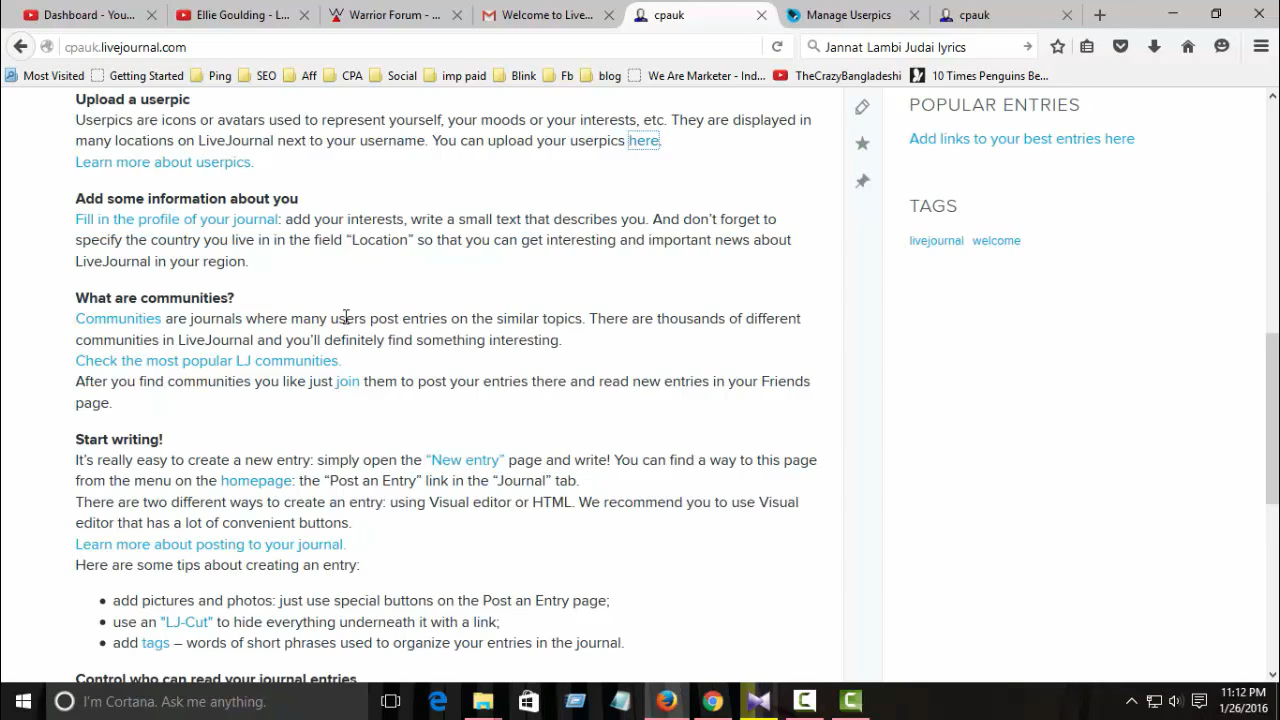 Dashboard - You...
Ellie Goulding - L...
Warrior Forum - ...
Welcome to Live...
cpauk
Manage Userpics
cpauk
cpauk.livejournal.com
Jannat Lambi Judai lyrics
Most Visited
Getting Started
Ping
SEO
Aff
CPA
Social
imp paid
Blink
Fb
blog
We Are Marketer - Ind...
TheCrazyBangladeshi
10 Times Penguins Be...
Upload a userpic
Userpics are icons or avatars used to represent yourself, your moods or your interests, etc. They are displayed in
many locations on LiveJournal next to your username. You can upload your userpics here.
Learn more about userpics.
Add some information about you
Fill in the profile of your journal: add your interests, write a small text that describes you. And don’t forget to
specify the country you live in in the field “Location” so that you can get interesting and important news about
LiveJournal in your region.
What are communities?
Communities are journals where many users post entries on the similar topics. There are thousands of different
communities in LiveJournal and you’ll definitely find something interesting.
Check the most popular LJ communities.
After you find communities you like just join them to post your entries there and read new entries in your Friends
page.
Start writing!
It’s really easy to create a new entry: simply open the “New entry” page and write! You can find a way to this page
from the menu on the homepage: the “Post an Entry” link in the “Journal” tab.
There are two different ways to create an entry: using Visual editor or HTML. We recommend you to use Visual
editor that has a lot of convenient buttons.
Learn more about posting to your journal.
Here are some tips about creating an entry:
• add pictures and photos: just use special buttons on the Post an Entry page;
• use an "LJ-Cut" to hide everything underneath it with a link;
• add tags – words of short phrases used to organize your entries in the journal.
Control who can read your journal entries
POPULAR ENTRIES
Add links to your best entries here
TAGS
livejournal welcome
I'm Cortana. Ask me anything.
11:12 PM
1/26/2016